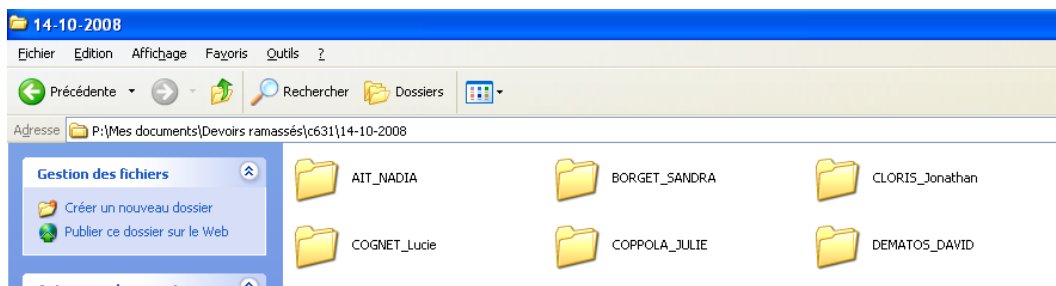 14-10-2008
Fichier Edition Affichage Favoris Outils ?
Précédente Rechercher Dossiers
Adresse P:\Mes documents\Devoirs ramassés\c631\14-10-2008
Gestion des fichiers
Créer un nouveau dossier
Publier ce dossier sur le Web
AIT_NADIA BORGET_SANDRA CLORIS_Jonathan
COGNET_Lucie COPPOLA_JULIE DEMATOS_DAVID